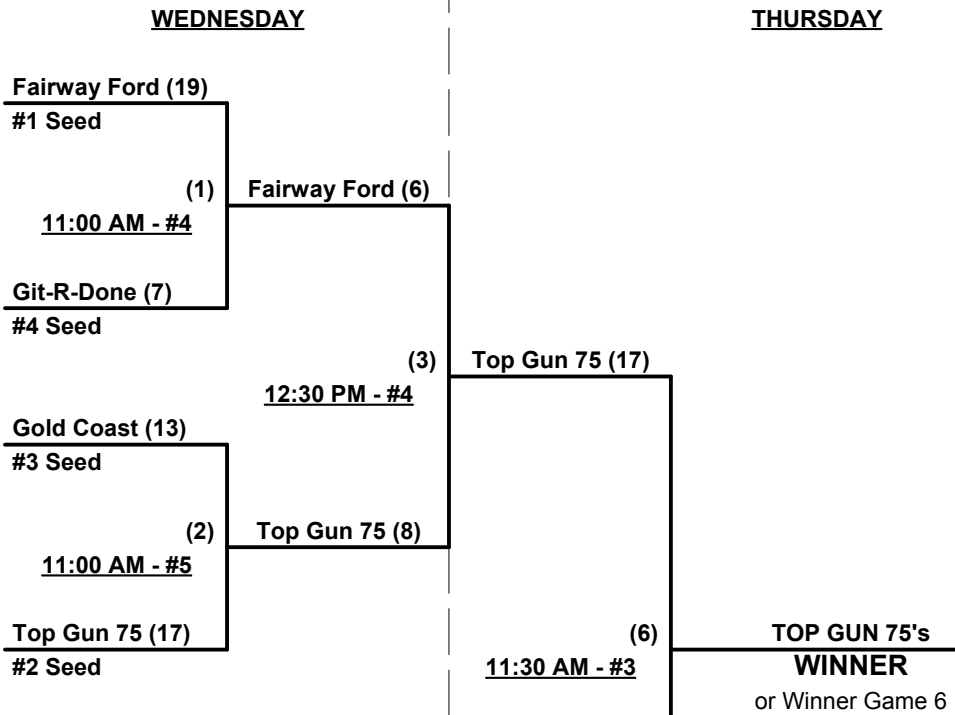 WEDNESDAY
THURSDAY
Fairway Ford (19)
#1 Seed
(1)
Fairway Ford (6)
11:00 AM - #4
Git-R-Done (7)
#4 Seed
(3)
Top Gun 75 (17)
12:30 PM - #4
Gold Coast (13)
#3 Seed
(2)
Top Gun 75 (8)
11:00 AM - #5
Top Gun 75 (17)
#2 Seed
(6)
11:30 AM - #3
TOP GUN 75's
WINNER
or Winner Game 6